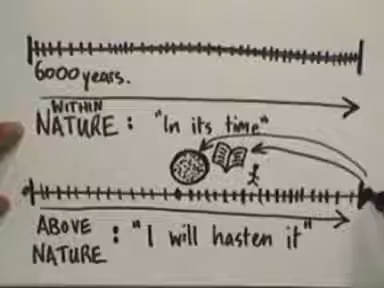 6000 years.
WITHIN
NATURE: "In its time"
ABOVE
NATURE : "I will hasten it"